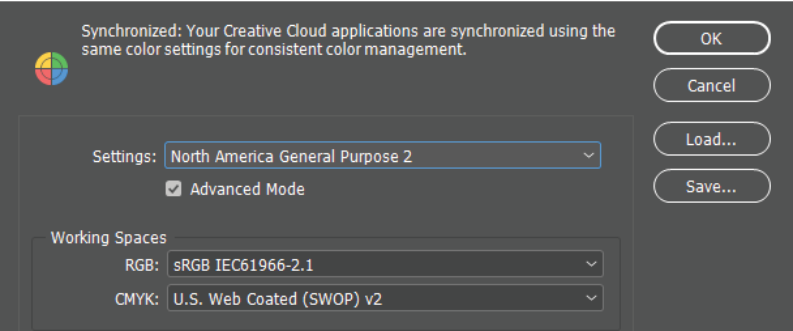 Synchronized: Your Creative Cloud applications are synchronized using the
same color settings for consistent color management.
OK
Cancel
Load...
Save...
Settings: North America General Purpose 2
Advanced Mode
Working Spaces
RGB: sRGB IEC61966-2.1
CMYK: U.S. Web Coated (SWOP) v2